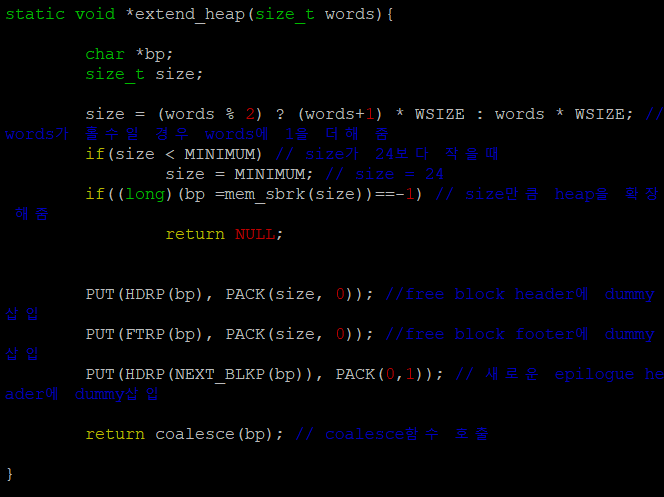 static void *extend_heap(size_t words){
char *bp;
size_t size;
size = (words % 2) ? (words+1) * WSIZE : words * WSIZE; //
words가 홀수일 경우 words에 1을 더해 줌
if(size < MINIMUM) // size가 24보다 작을때
size = MINIMUM; // size = 24
if((long)(bp =mem_sbrk(size))==-1) // size만큼 heap을 확장
해줌
return NULL;
PUT(HDRP(bp), PACK(size, 0)); //free block header에 dummy
삽입
PUT(FTRP(bp), PACK(size, 0)); //free block footer에 dummy
삽입
PUT(HDRP(NEXT_BLKP(bp)), PACK(0,1)); // 새로운 epilogue he
ader에 dummy삽입
return coalesce(bp); // coalesce함수 호출
}